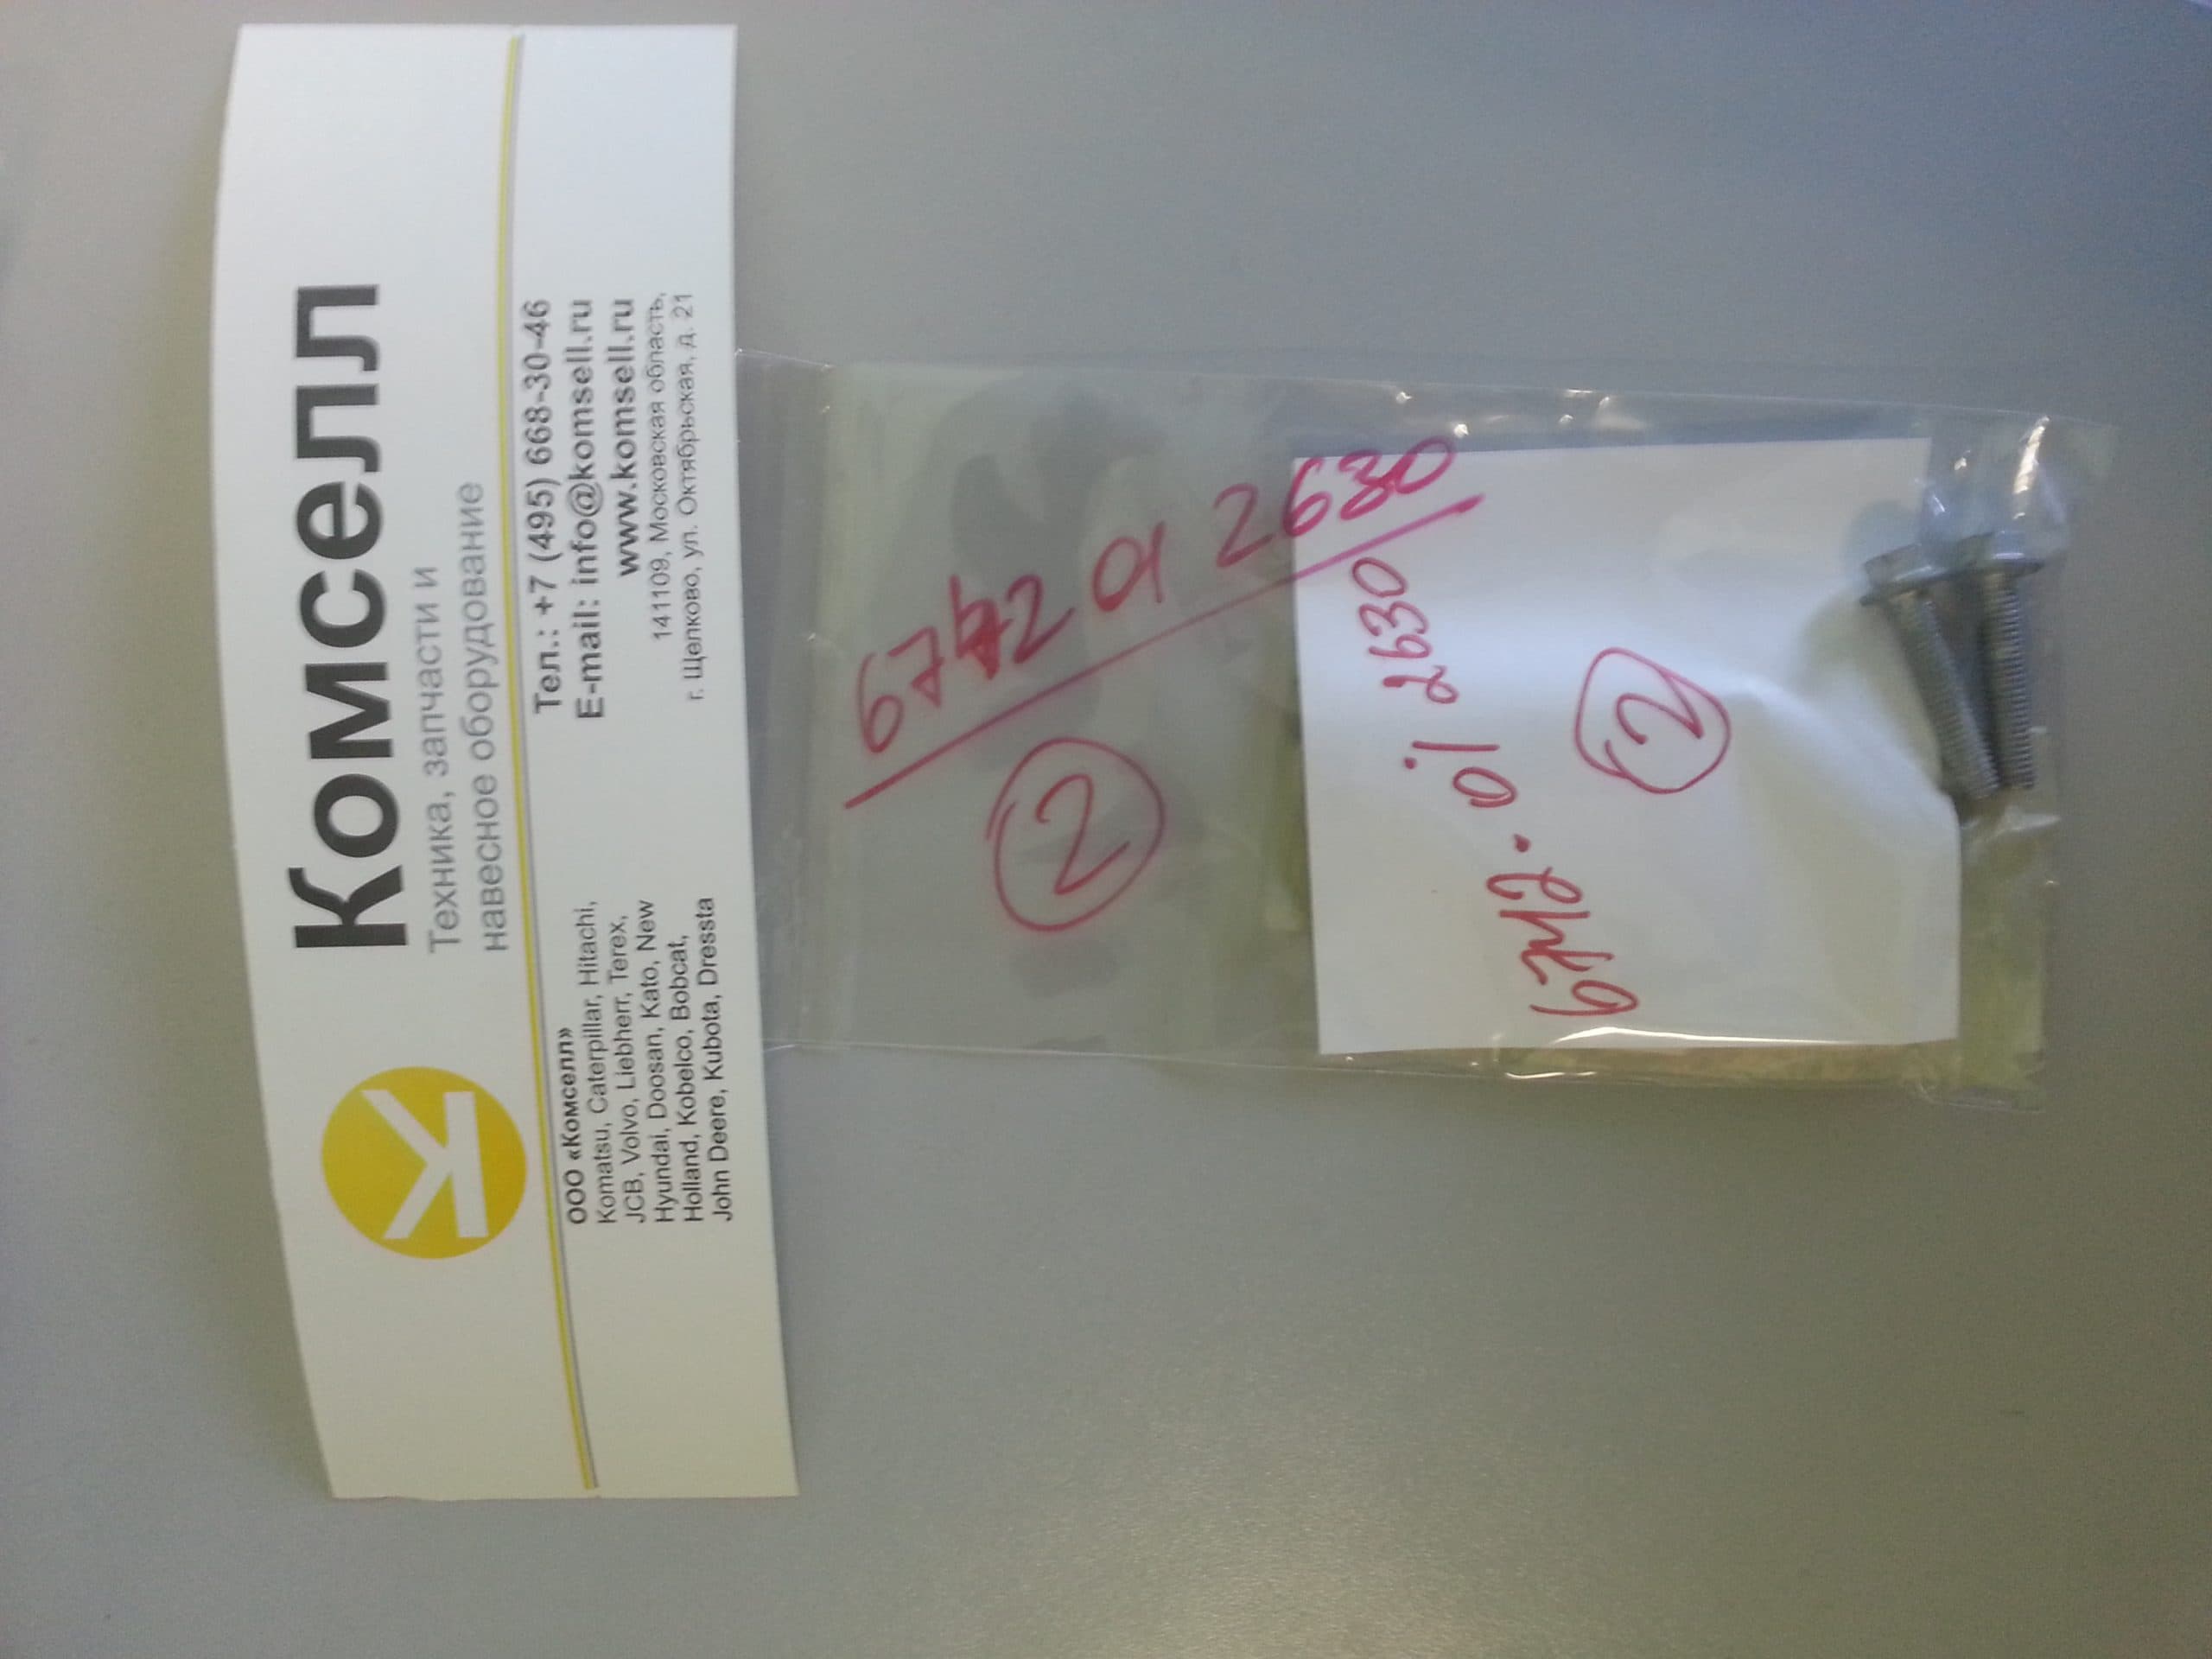 Комселл
Техника, запчасти и
навесное оборудование
ООО «Комселл»
Komatsu, Caterpillar, Hitachi,
JCB, Volvo, Liebherr, Terex,
Hyundai, Doosan, Kato, New
Holland, Kobelco, Bobcat,
John Deere, Kubota, Dressta
Тел.: +7 (495) 668-30-46
E-mail: info@komsell.ru
www.komsell.ru
141109, Московская область,
г. Щелково, ул. Октябрьская, д. 21
6742 01 2630
2
6742-01 2630
2